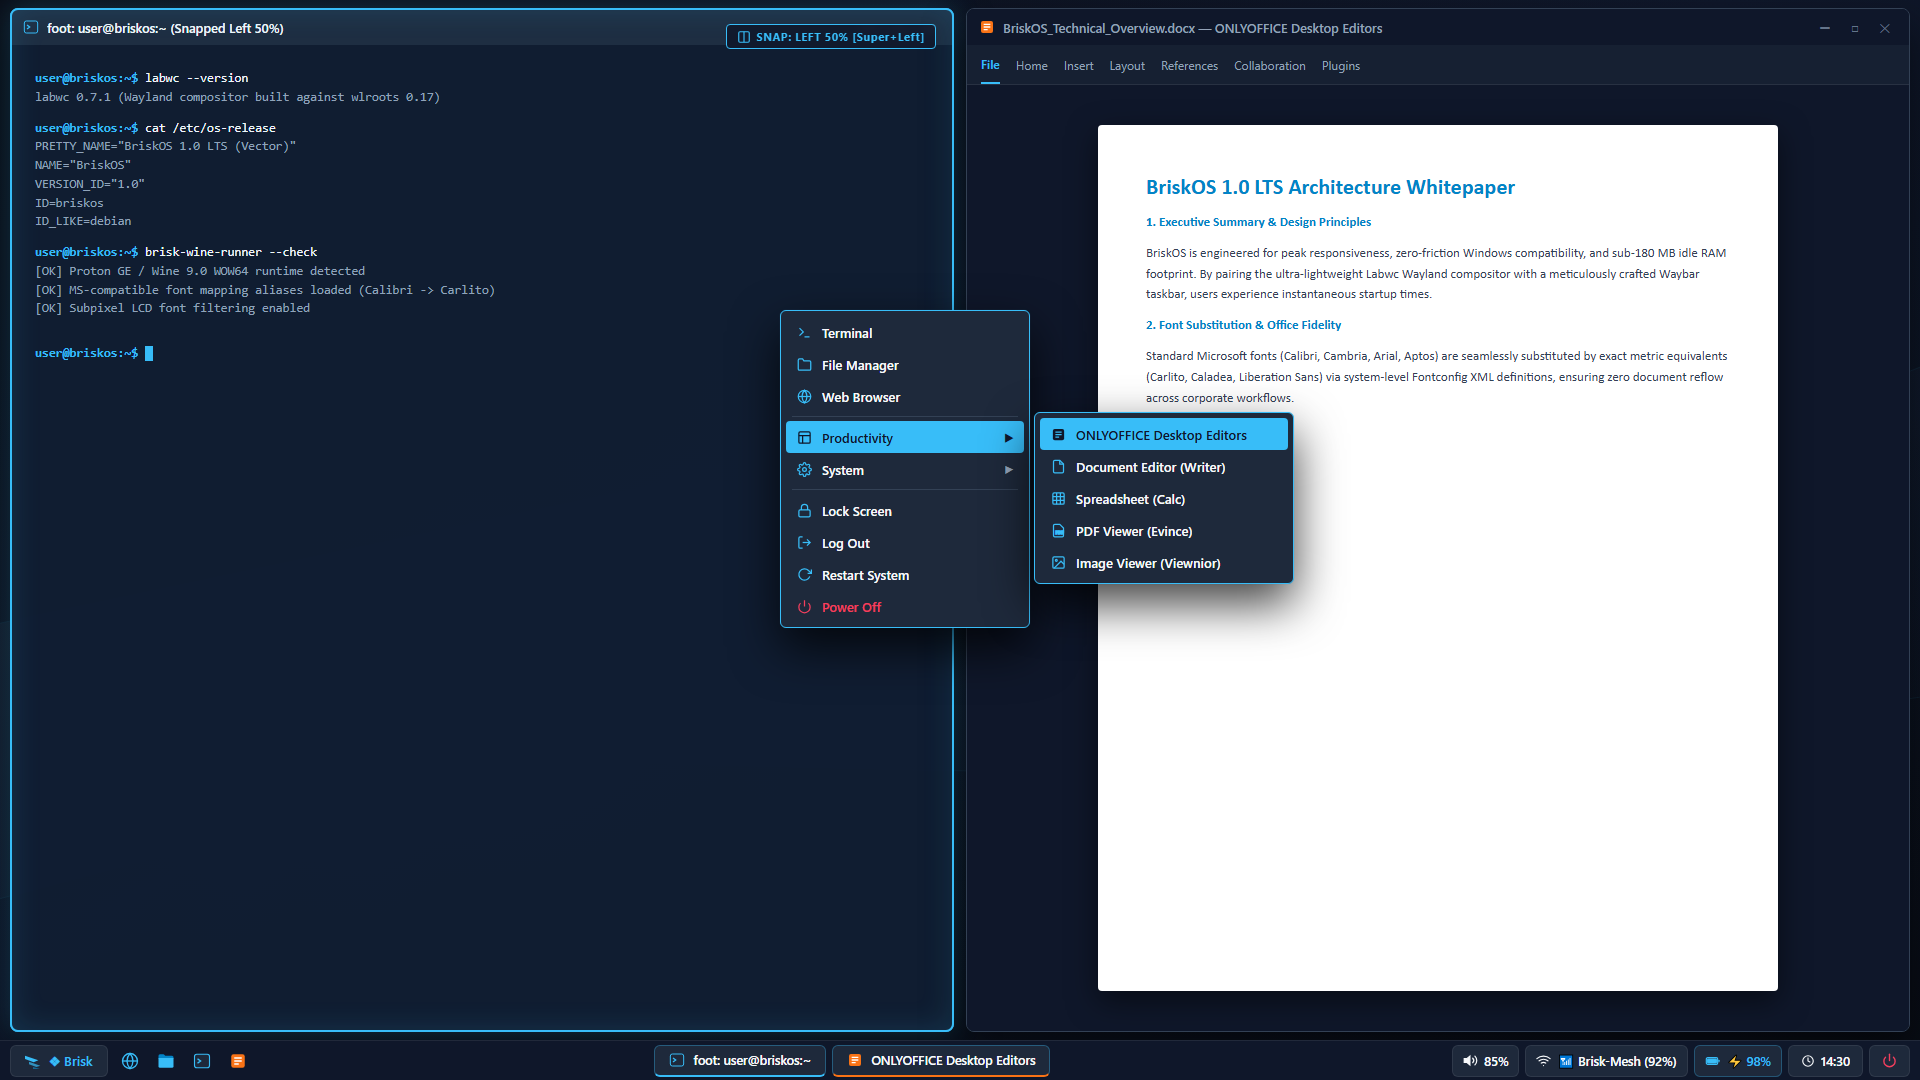 foot: user@briskos:~ (Snapped Left 50%)
SNAP: LEFT 50% [Super+Left]
user@briskos:~$ labwc --version
labwc 0.7.1 (Wayland compositor built against wlroots 0.17)
user@briskos:~$ cat /etc/os-release
PRETTY_NAME="BriskOS 1.0 LTS (Vector)"
NAME="BriskOS"
VERSION_ID="1.0"
ID=briskos
ID_LIKE=debian
user@briskos:~$ brisk-wine-runner --check
[OK] Proton GE / Wine 9.0 WOW64 runtime detected
[OK] MS-compatible font mapping aliases loaded (Calibri -> Carlito)
[OK] Subpixel LCD font filtering enabled
user@briskos:~$
BriskOS_Technical_Overview.docx — ONLYOFFICE Desktop Editors
File Home Insert Layout References Collaboration Plugins
BriskOS 1.0 LTS Architecture Whitepaper
1. Executive Summary & Design Principles
BriskOS is engineered for peak responsiveness, zero-friction Windows compatibility, and sub-180 MB idle RAM
footprint. By pairing the ultra-lightweight Labwc Wayland compositor with a meticulously crafted Waybar
taskbar, users experience instantaneous startup times.
2. Font Substitution & Office Fidelity
Standard Microsoft fonts (Calibri, Cambria, Arial, Aptos) are seamlessly substituted by exact metric equivalents
(Carlito, Caladea, Liberation Sans) via system-level Fontconfig XML definitions, ensuring zero document reflow
across corporate workflows.
Terminal
File Manager
Web Browser
Productivity
System
Lock Screen
Log Out
Restart System
Power Off
ONLYOFFICE Desktop Editors
Document Editor (Writer)
Spreadsheet (Calc)
PDF Viewer (Evince)
Image Viewer (Viewnior)
Brisk
foot: user@briskos:~
ONLYOFFICE Desktop Editors
85%
Brisk-Mesh (92%)
98%
14:30